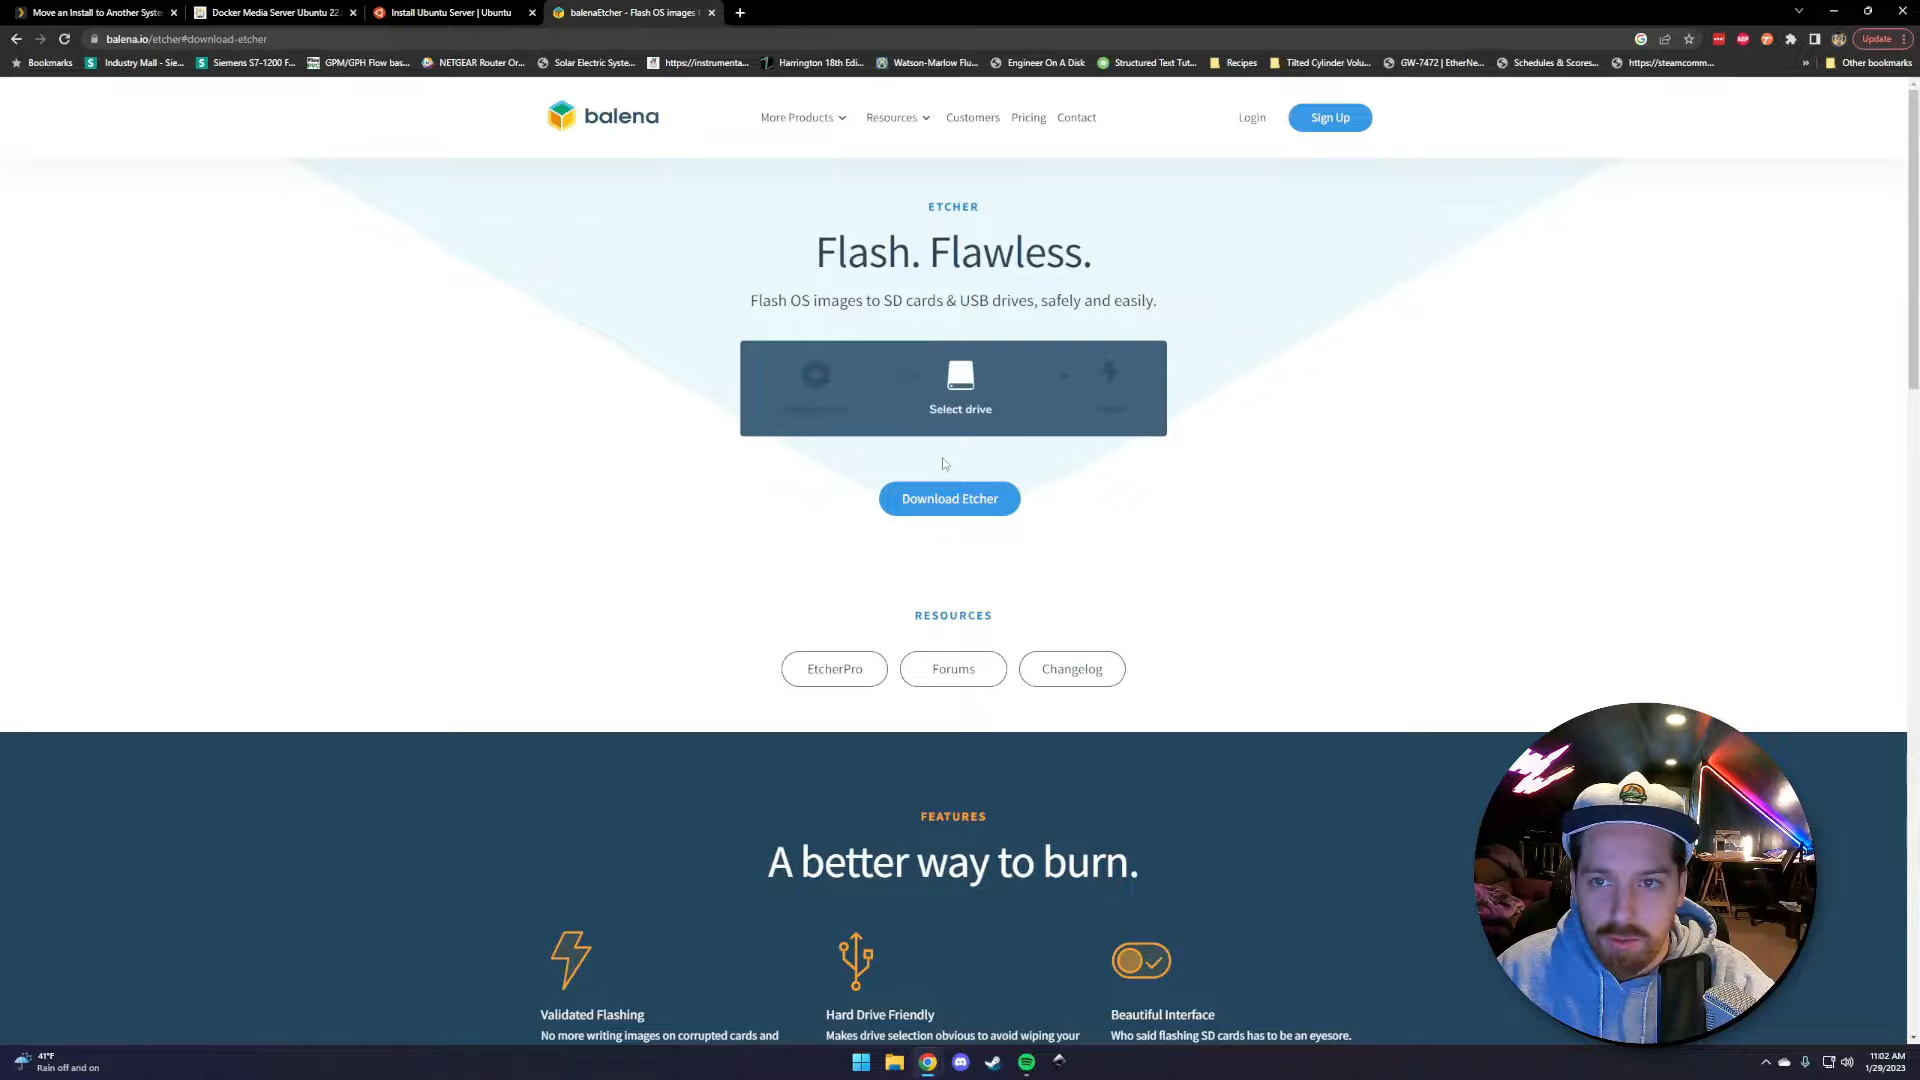 Move an Install to Another Syste
Docker Media Server Ubuntu 22.
Install Ubuntu Server | Ubuntu
balenaEtcher - Flash OS images t
balena.io/etcher#download-etcher
Update
Bookmarks
Industry Mall - Sie...
Siemens S7-1200 F...
GPM/GPH Flow bas...
NETGEAR Router Or...
Solar Electric Syste...
https://instrumenta...
Harrington 18th Edi...
Watson-Marlow Flu...
Engineer On A Disk
Structured Text Tut...
Recipes
Tilted Cylinder Volu...
GW-7472 | EtherNe...
Schedules & Scores...
https://steamcomm...
»
Other bookmarks
balena
More Products
Resources
Customers
Pricing
Contact
Login
Sign Up
ETCHER
Flash. Flawless.
Flash OS images to SD cards & USB drives, safely and easily.
Select drive
Download Etcher
RESOURCES
EtcherPro
Forums
Changelog
FEATURES
A better way to burn.
Validated Flashing
Hard Drive Friendly
Beautiful Interface
No more writing images on corrupted cards and
Makes drive selection obvious to avoid wiping your
Who said flashing SD cards has to be an eyesore.
41°F
Rain off and on
11:02 AM
1/29/2023